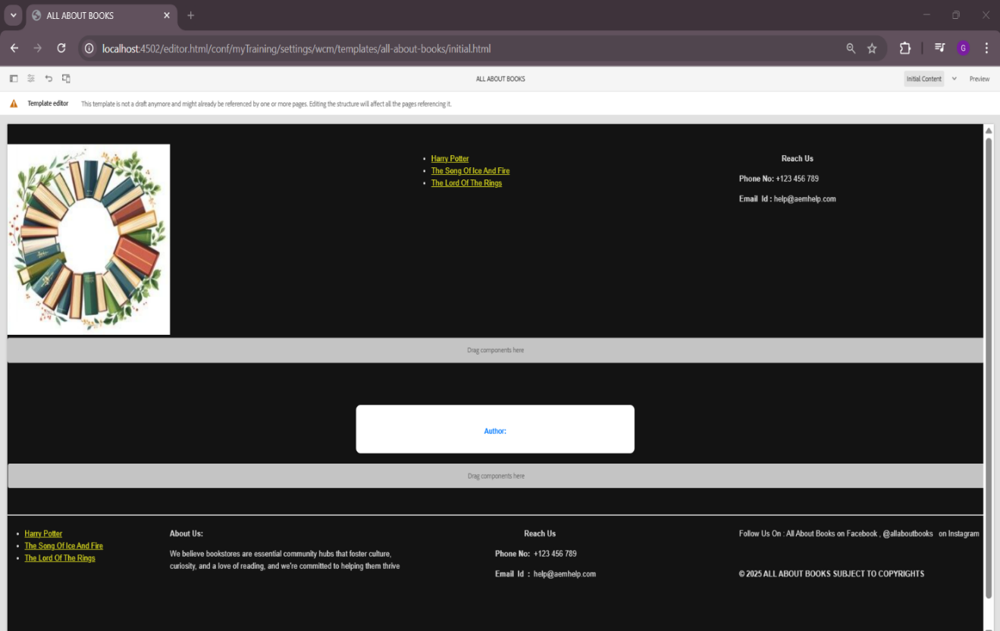 ALL ABOUT BOOKS
localhost:4502/editor.html/conf/myTraining/settings/wcm/templates/all-about-books/initial.html
G
ALL ABOUT BOOKS
Initial Content
Preview
Template editor This template is not a draft anymore and might already be referenced by one or more pages. Editing the structure will affect all the pages referencing it.
• Harry Potter
• The Song Of Ice And Fire
• The Lord Of The Rings
Reach Us
Phone No: +123 456 789
Email Id : help@aemhelp.com
Drag components here
Author:
Drag components here
• Harry Potter
• The Song Of Ice And Fire
• The Lord Of The Rings
About Us:
We believe bookstores are essential community hubs that foster culture,
curiosity, and a love of reading, and we're committed to helping them thrive
Reach Us
Phone No: +123 456 789
Email Id : help@aemhelp.com
Follow Us On : All About Books on Facebook , @allaboutbooks on Instagram
© 2025 ALL ABOUT BOOKS SUBJECT TO COPYRIGHTS